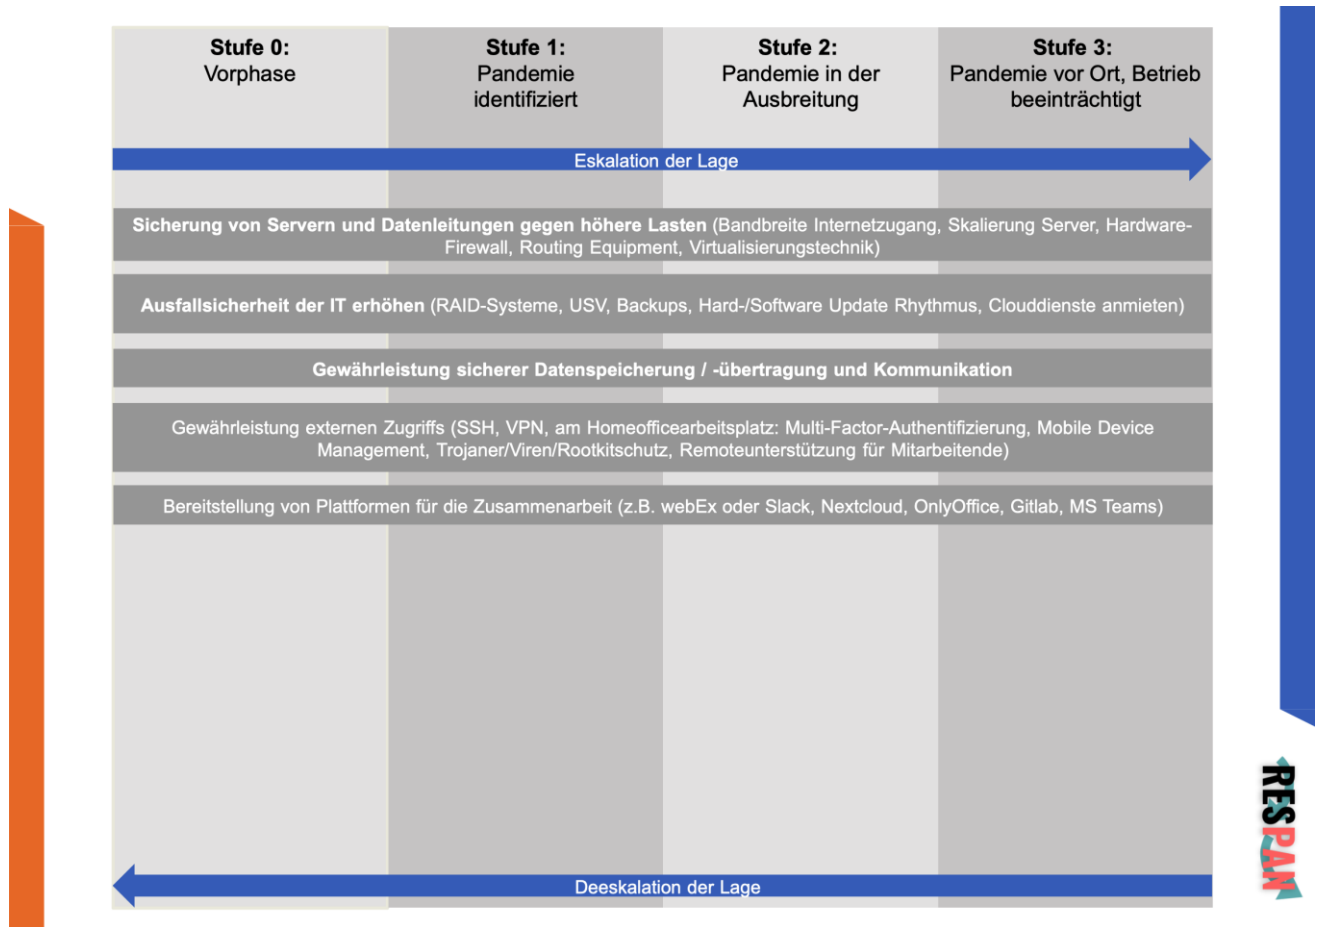 Stufe 0:
Vorphase
Stufe 1:
Pandemie
identifiziert
Stufe 2:
Pandemie in der
Ausbreitung
Stufe 3:
Pandemie vor Ort, Betrieb
beeinträchtigt
Eskalation der Lage
Sicherung von Servern und Datenleitungen gegen höhere Lasten (Bandbreite Internetzugang, Skalierung Server, Hardware-
Firewall, Routing Equipment, Virtualisierungstechnik)
Ausfallsicherheit der IT erhöhen (RAID-Systeme, USV, Backups, Hard-/Software Update Rhythmus, Clouddienste anmieten)
Gewährleistung sicherer Datenspeicherung / -übertragung und Kommunikation
Gewährleistung externen Zugriffs (SSH, VPN, am Homeofficearbeitsplatz: Multi-Factor-Authentifizierung, Mobile Device
Management, Trojaner/Viren/Rootkitschutz, Remoteunterstützung für Mitarbeitende)
Bereitstellung von Plattformen für die Zusammenarbeit (z.B. webEx oder Slack, Nextcloud, OnlyOffice, Gitlab, MS Teams)
Deeskalation der Lage
RESPAN